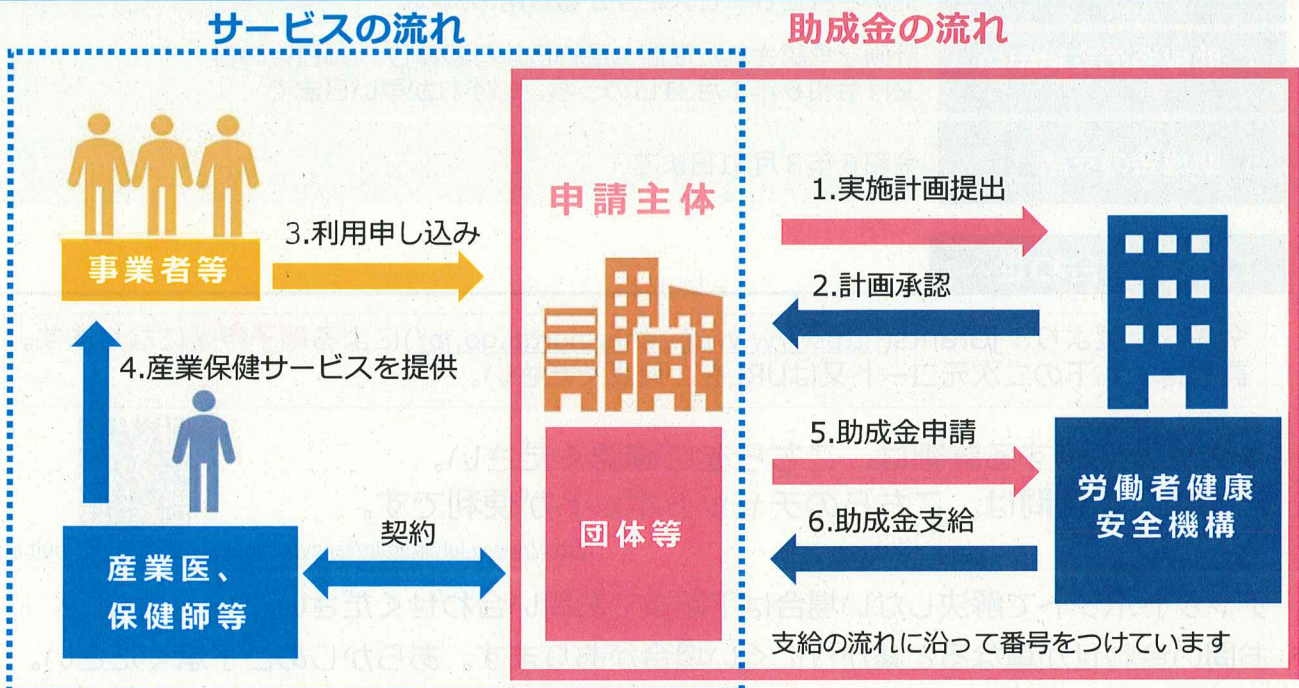 サービスの流れ
助成金の流れ
申請主体
1.実施計画提出
3.利用申し込み
事業者等
2.計画承認
4.産業保健サービスを提供
5.助成金申請
労働者健康
安全機構
団体等
6.助成金支給
契約
産業医、
保健師等
支給の流れに沿って番号をつけています